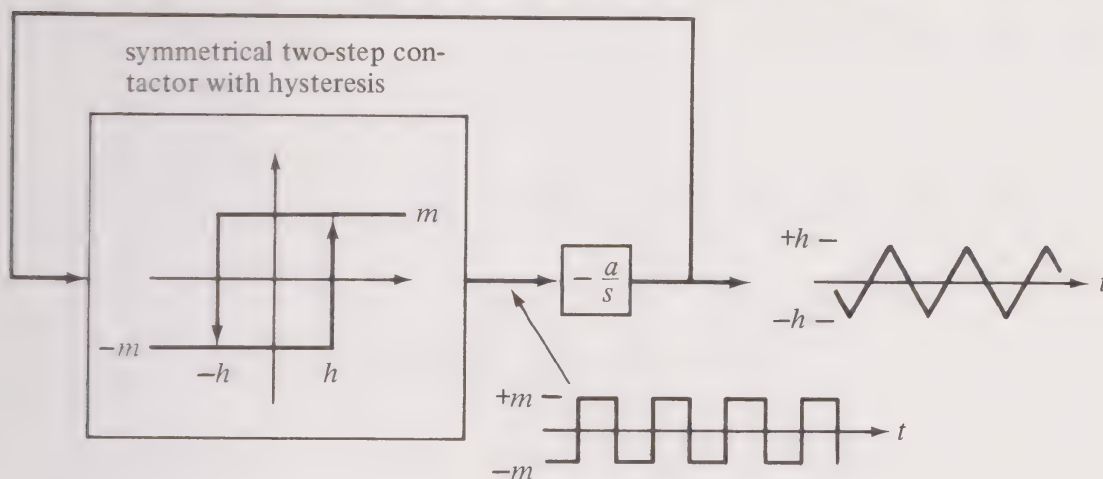 symmetrical two-step con-
tactor with hysteresis
m
-m
-h
h
- a/s
+h
-h
t
+m
-m
t